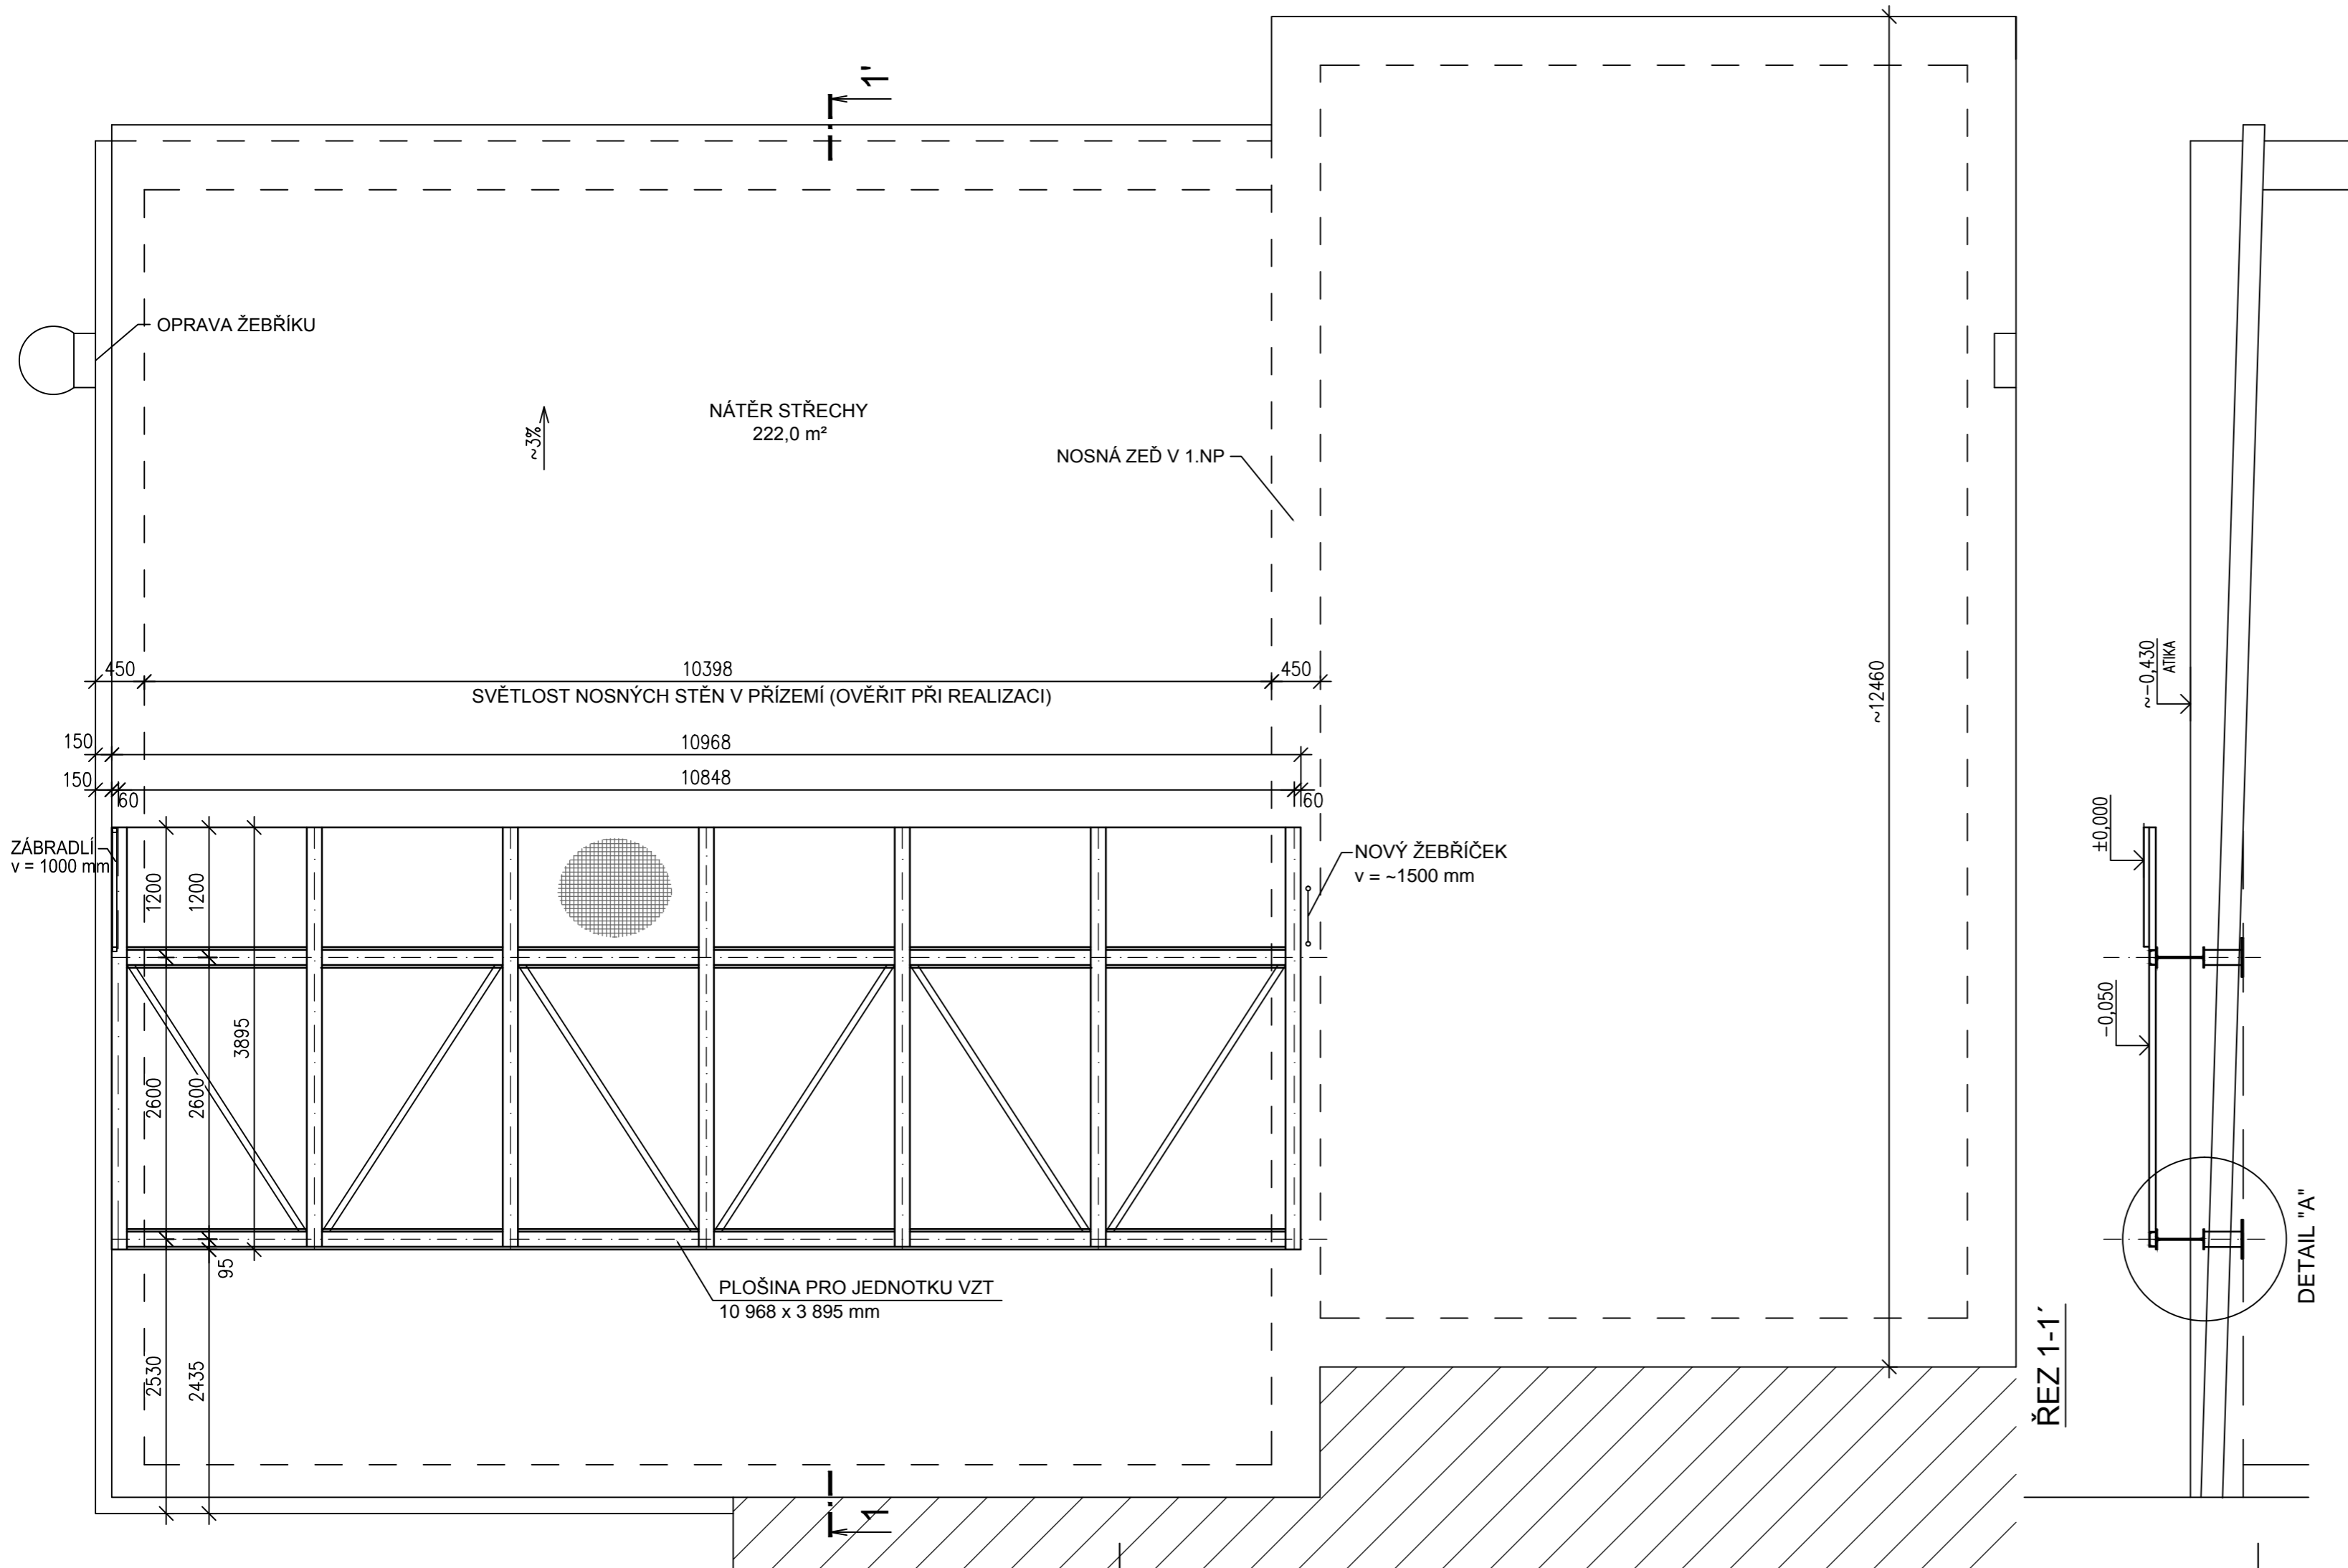 1'
OPRAVA ŽEBŘÍKU
NÁTĚR STŘECHY
222,0 m²
~3%
NOSNÁ ZEĎ V 1.NP
450
10398
450
SVĚTLOST NOSNÝCH STĚN V PŘÍZEMÍ (OVĚŘIT PŘI REALIZACI)
~12460
~-0,430
ATIKA
150
10968
150
60
10848
60
±0,000
ZÁBRADLÍ
v = 1000 mm
1200
1200
NOVÝ ŽEBŘÍČEK
v = ~1500 mm
3895
2600
2600
-0,050
95
PLOŠINA PRO JEDNOTKU VZT
10 968 x 3 895 mm
DETAIL "A"
ŘEZ 1-1´
2530
2435
1